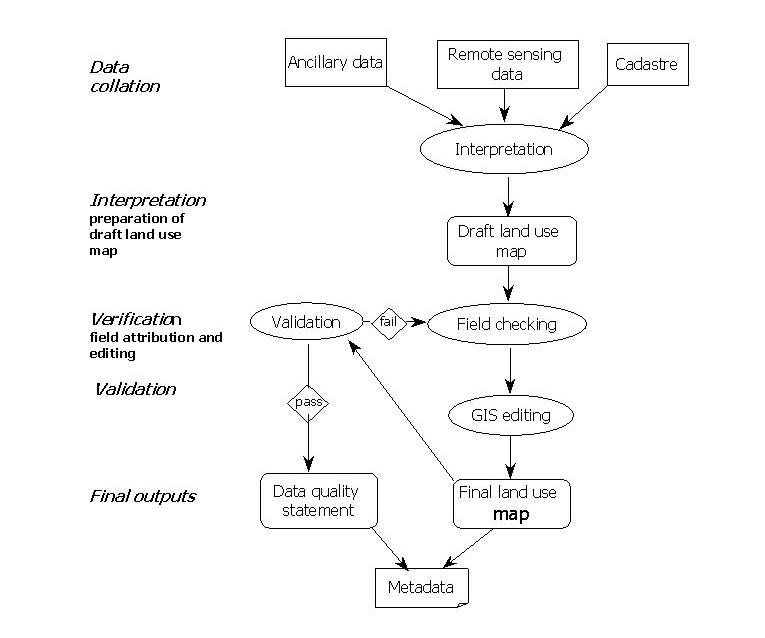 Data
collation
Ancillary data
Remote sensing
data
Cadastre
Interpretation
Interpretation
preparation of
draft land use
map
Draft land use
map
Verification
field attribution and
editing
Validation
fail
Field checking
Validation
pass
GIS editing
Final outputs
Data quality
statement
Final land use
map
Metadata